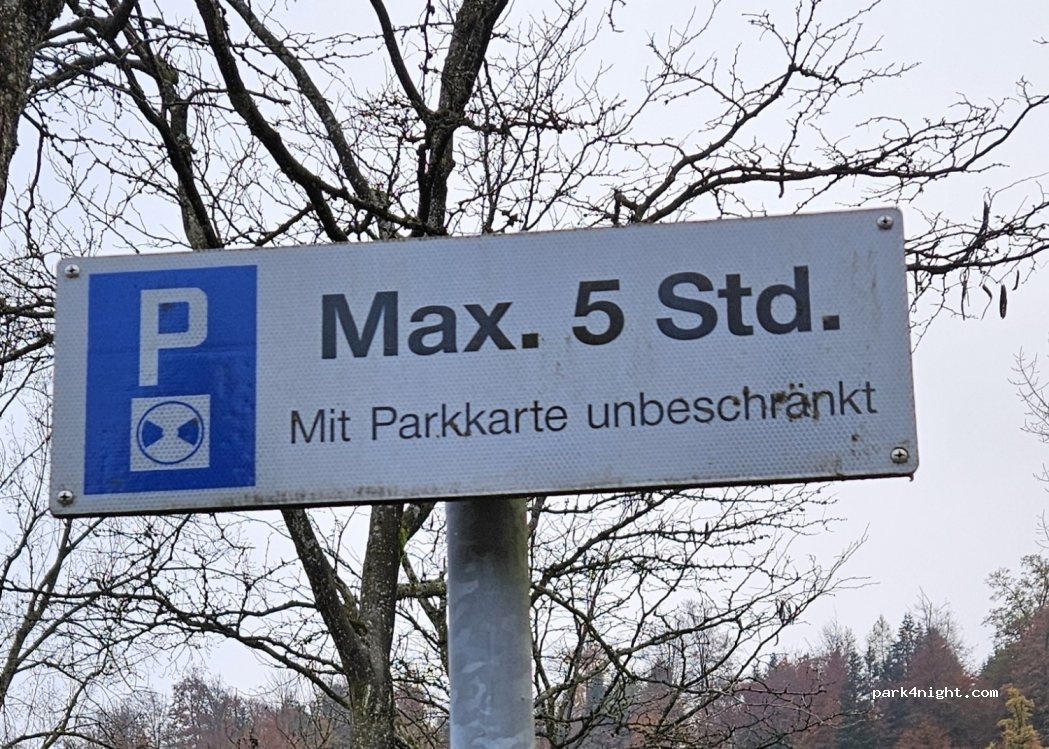 P
Max. 5 Std.
Mit Parkkarte unbeschränkt
park4night.com